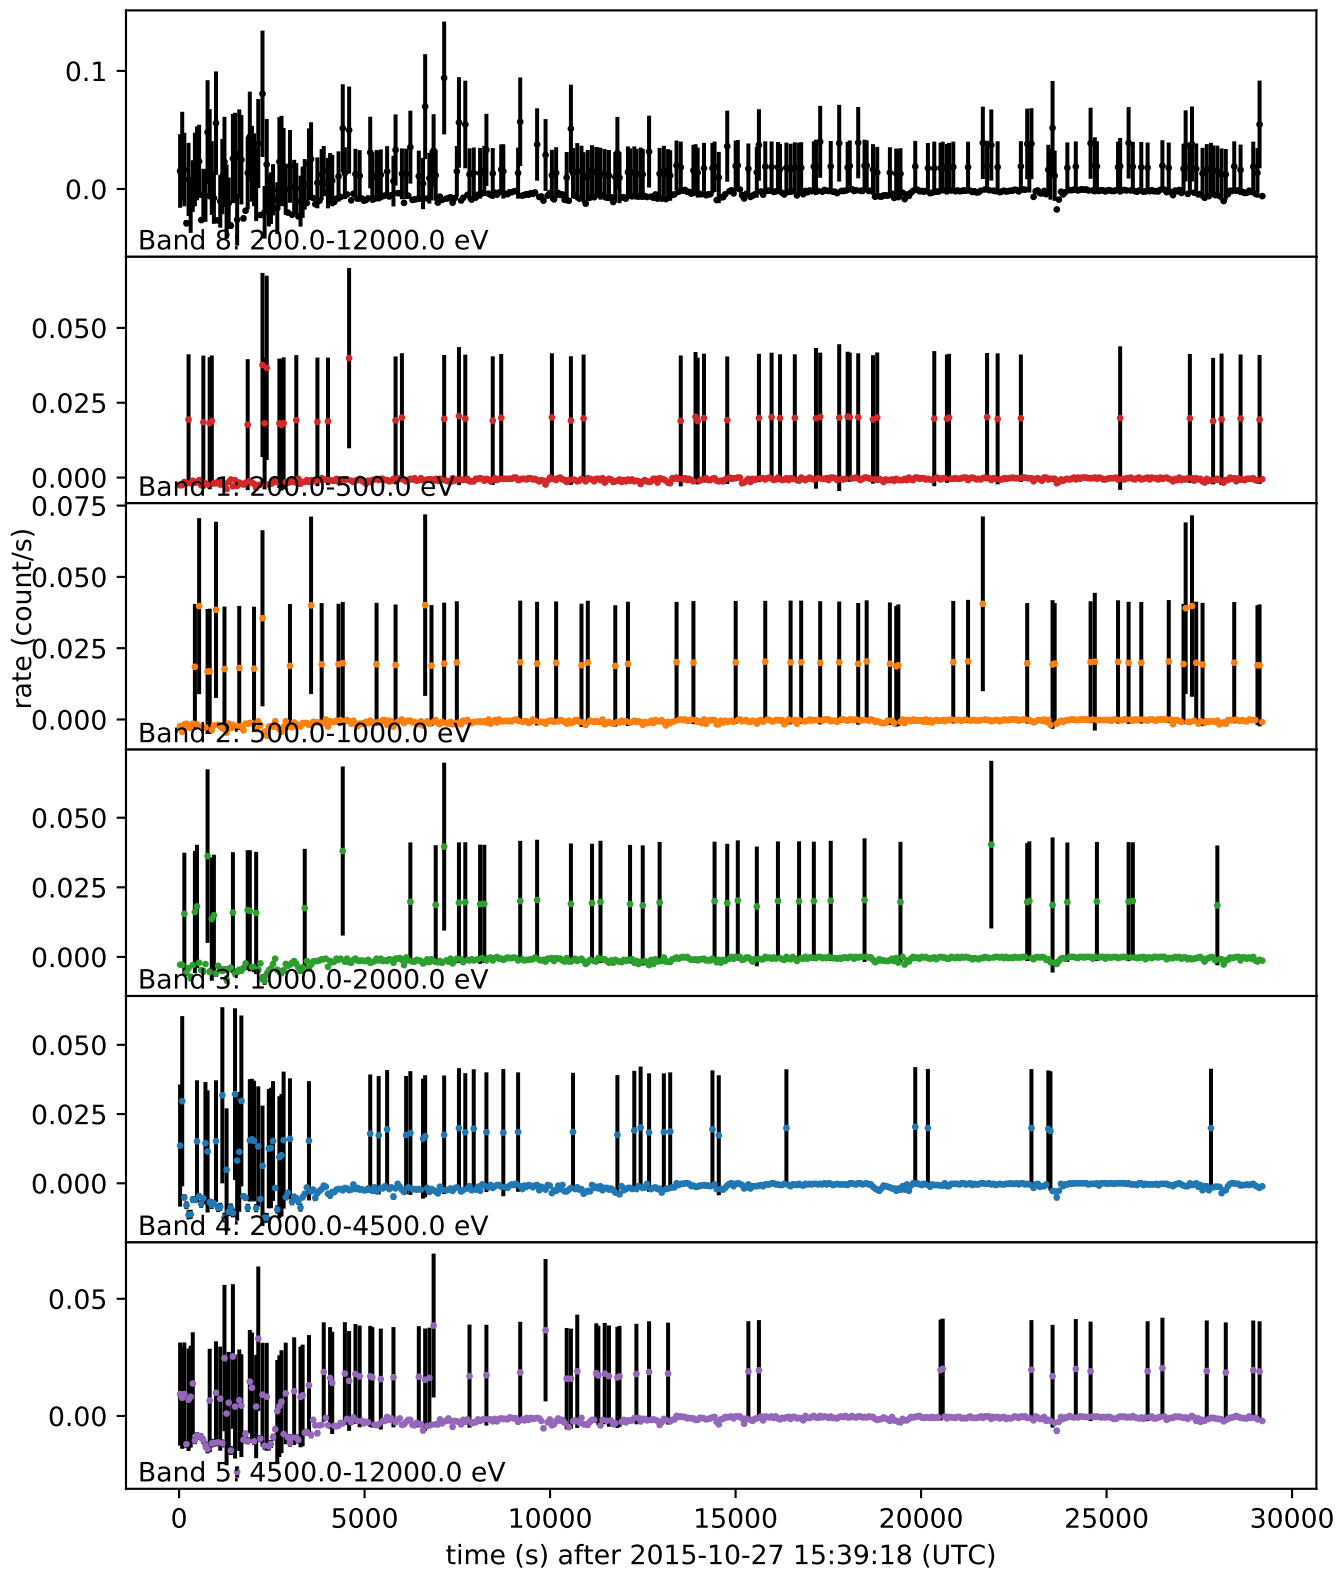 0.1
0.0
Band 8: 200.0-12000.0 eV
0.050
0.025
0.000
Band 1: 200.0-500.0 eV
rate (count/s)
0.075
0.050
0.025
0.000
Band 2: 500.0-1000.0 eV
0.050
0.025
0.000
Band 3: 1000.0-2000.0 eV
0.050
0.025
0.000
Band 4: 2000.0-4500.0 eV
0.05
0.00
Band 5: 4500.0-12000.0 eV
0 5000 10000 15000 20000 25000 30000
time (s) after 2015-10-27 15:39:18 (UTC)